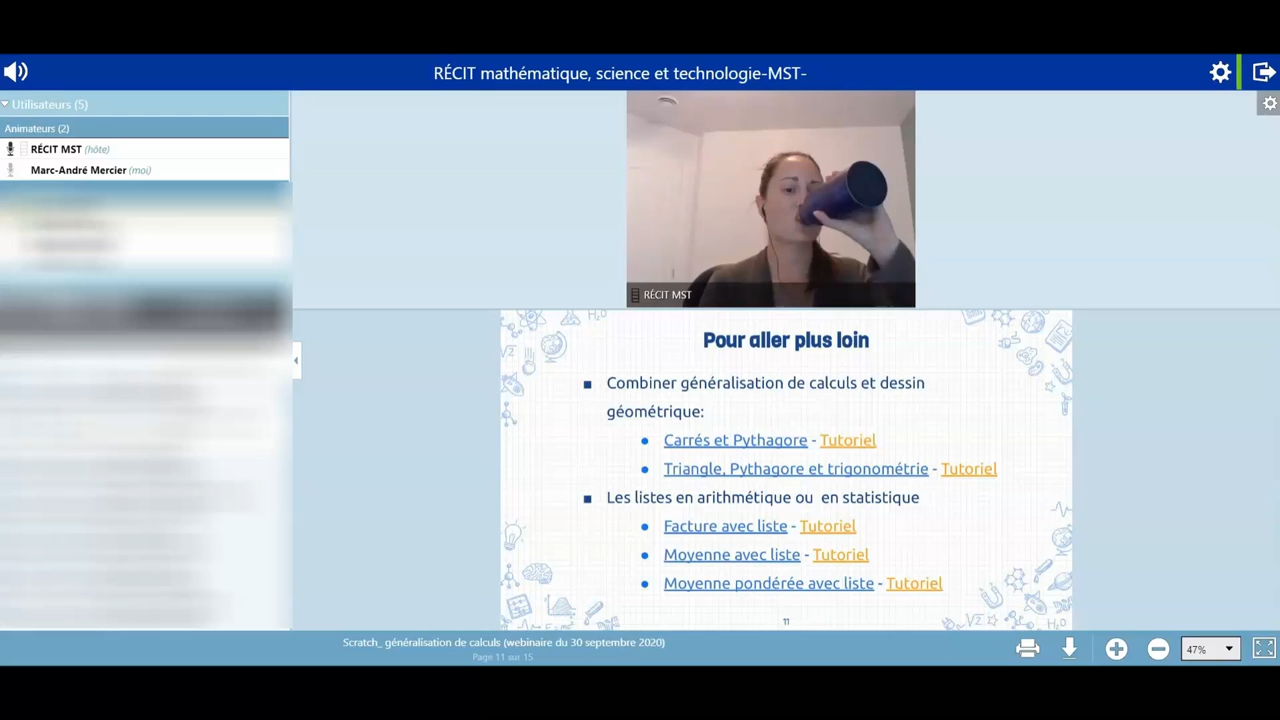 RÉCIT mathématique, science et technologie-MST-
Utilisateurs (5)
Animateurs (2)
RÉCIT MST (hôte)
Marc-André Mercier (moi)
RÉCIT MST
Pour aller plus loin
Combiner généralisation de calculs et dessin
géométrique:
Carrés et Pythagore - Tutoriel
Triangle, Pythagore et trigonométrie - Tutoriel
Les listes en arithmétique ou en statistique
Facture avec liste - Tutoriel
Moyenne avec liste - Tutoriel
Moyenne pondérée avec liste - Tutoriel
11
Scratch_ généralisation de calculs (webinaire du 30 septembre 2020)
Page 11 sur 15
47%